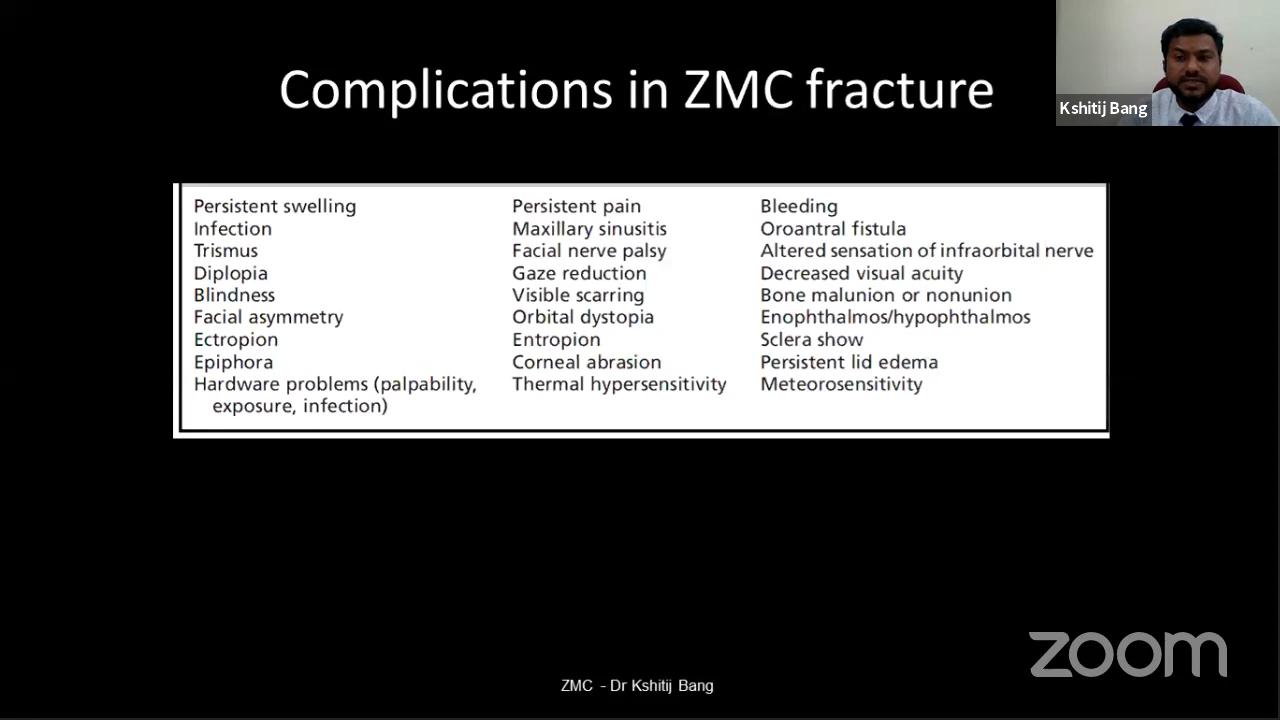 Complications in ZMC fracture
Kshitij Bang
Persistent swelling Persistent pain Bleeding
Infection Maxillary sinusitis Oroantral fistula
Trismus Facial nerve palsy Altered sensation of infraorbital nerve
Diplopia Gaze reduction Decreased visual acuity
Blindness Visible scarring Bone malunion or nonunion
Facial asymmetry Orbital dystopia Enophthalmos/hypophthalmos
Ectropion Entropion Sclera show
Epiphora Corneal abrasion Persistent lid edema
Hardware problems (palpability, Thermal hypersensitivity Meteorosensitivity
exposure, infection)
zoom
ZMC - Dr Kshitij Bang